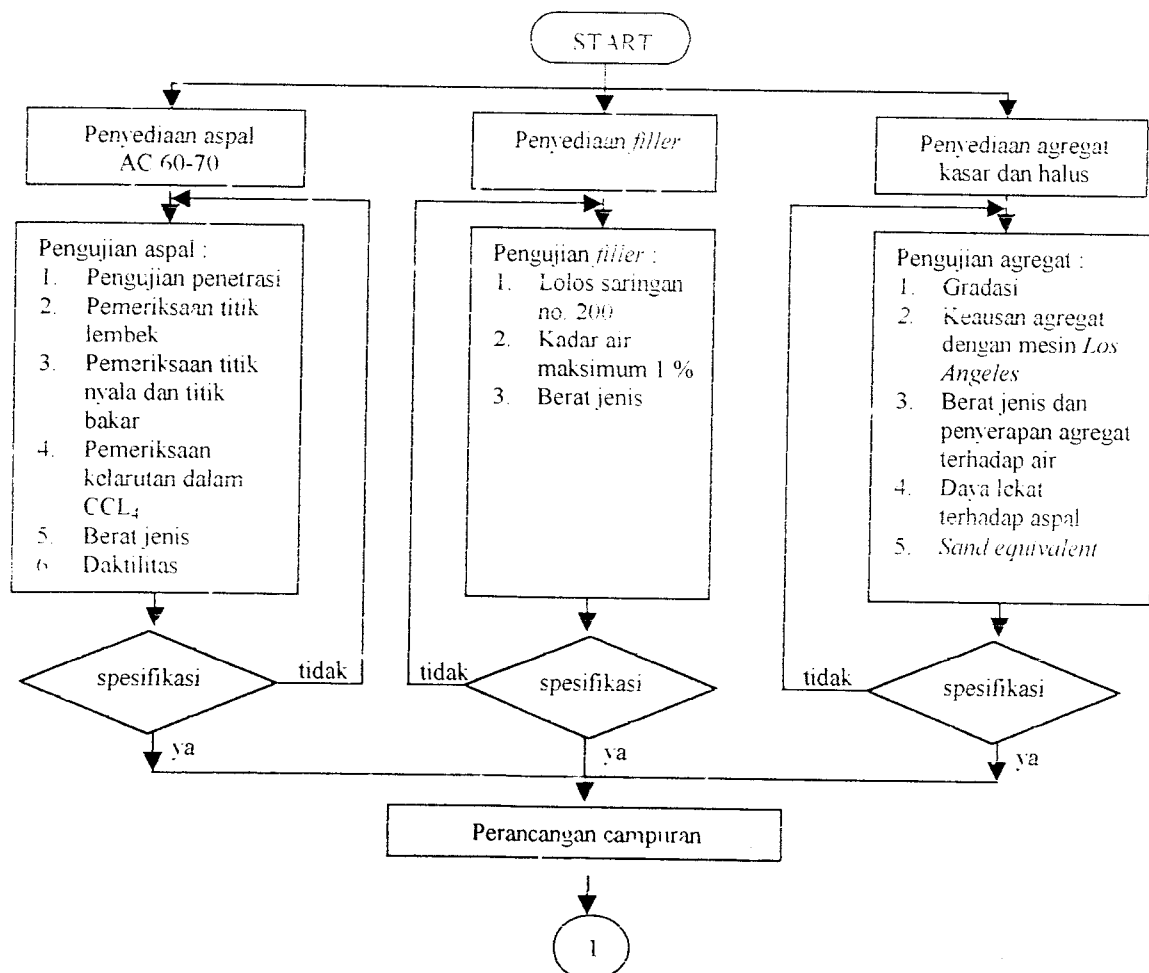 START
Penyediaan aspal
AC 60-70
Penyediaan filler
Penyediaan agregat
kasar dan halus
Pengujian aspal :
1. Pengujian penetrasi
2. Pemeriksaan titik
lembek
3. Pemeriksaan titik
nyala dan titik
bakar
4. Pemeriksaan
kelarutan dalam
CCL₄
5. Berat jenis
6 Daktilitas
Pengujian filler :
1. Lolos saringan
no. 200
2. Kadar air
maksimum 1 %
3. Berat jenis
Pengujian agregat :
1. Gradasi
2. Keausan agregat
dengan mesin Los
Angeles
3. Berat jenis dan
penyerapan agregat
terhadap air
4. Daya lekat
terhadap aspal
5. Sand equivalent
spesifikasi
tidak
ya
tidak
spesifikasi
ya
tidak
spesifikasi
ya
Perancangan campuran
1